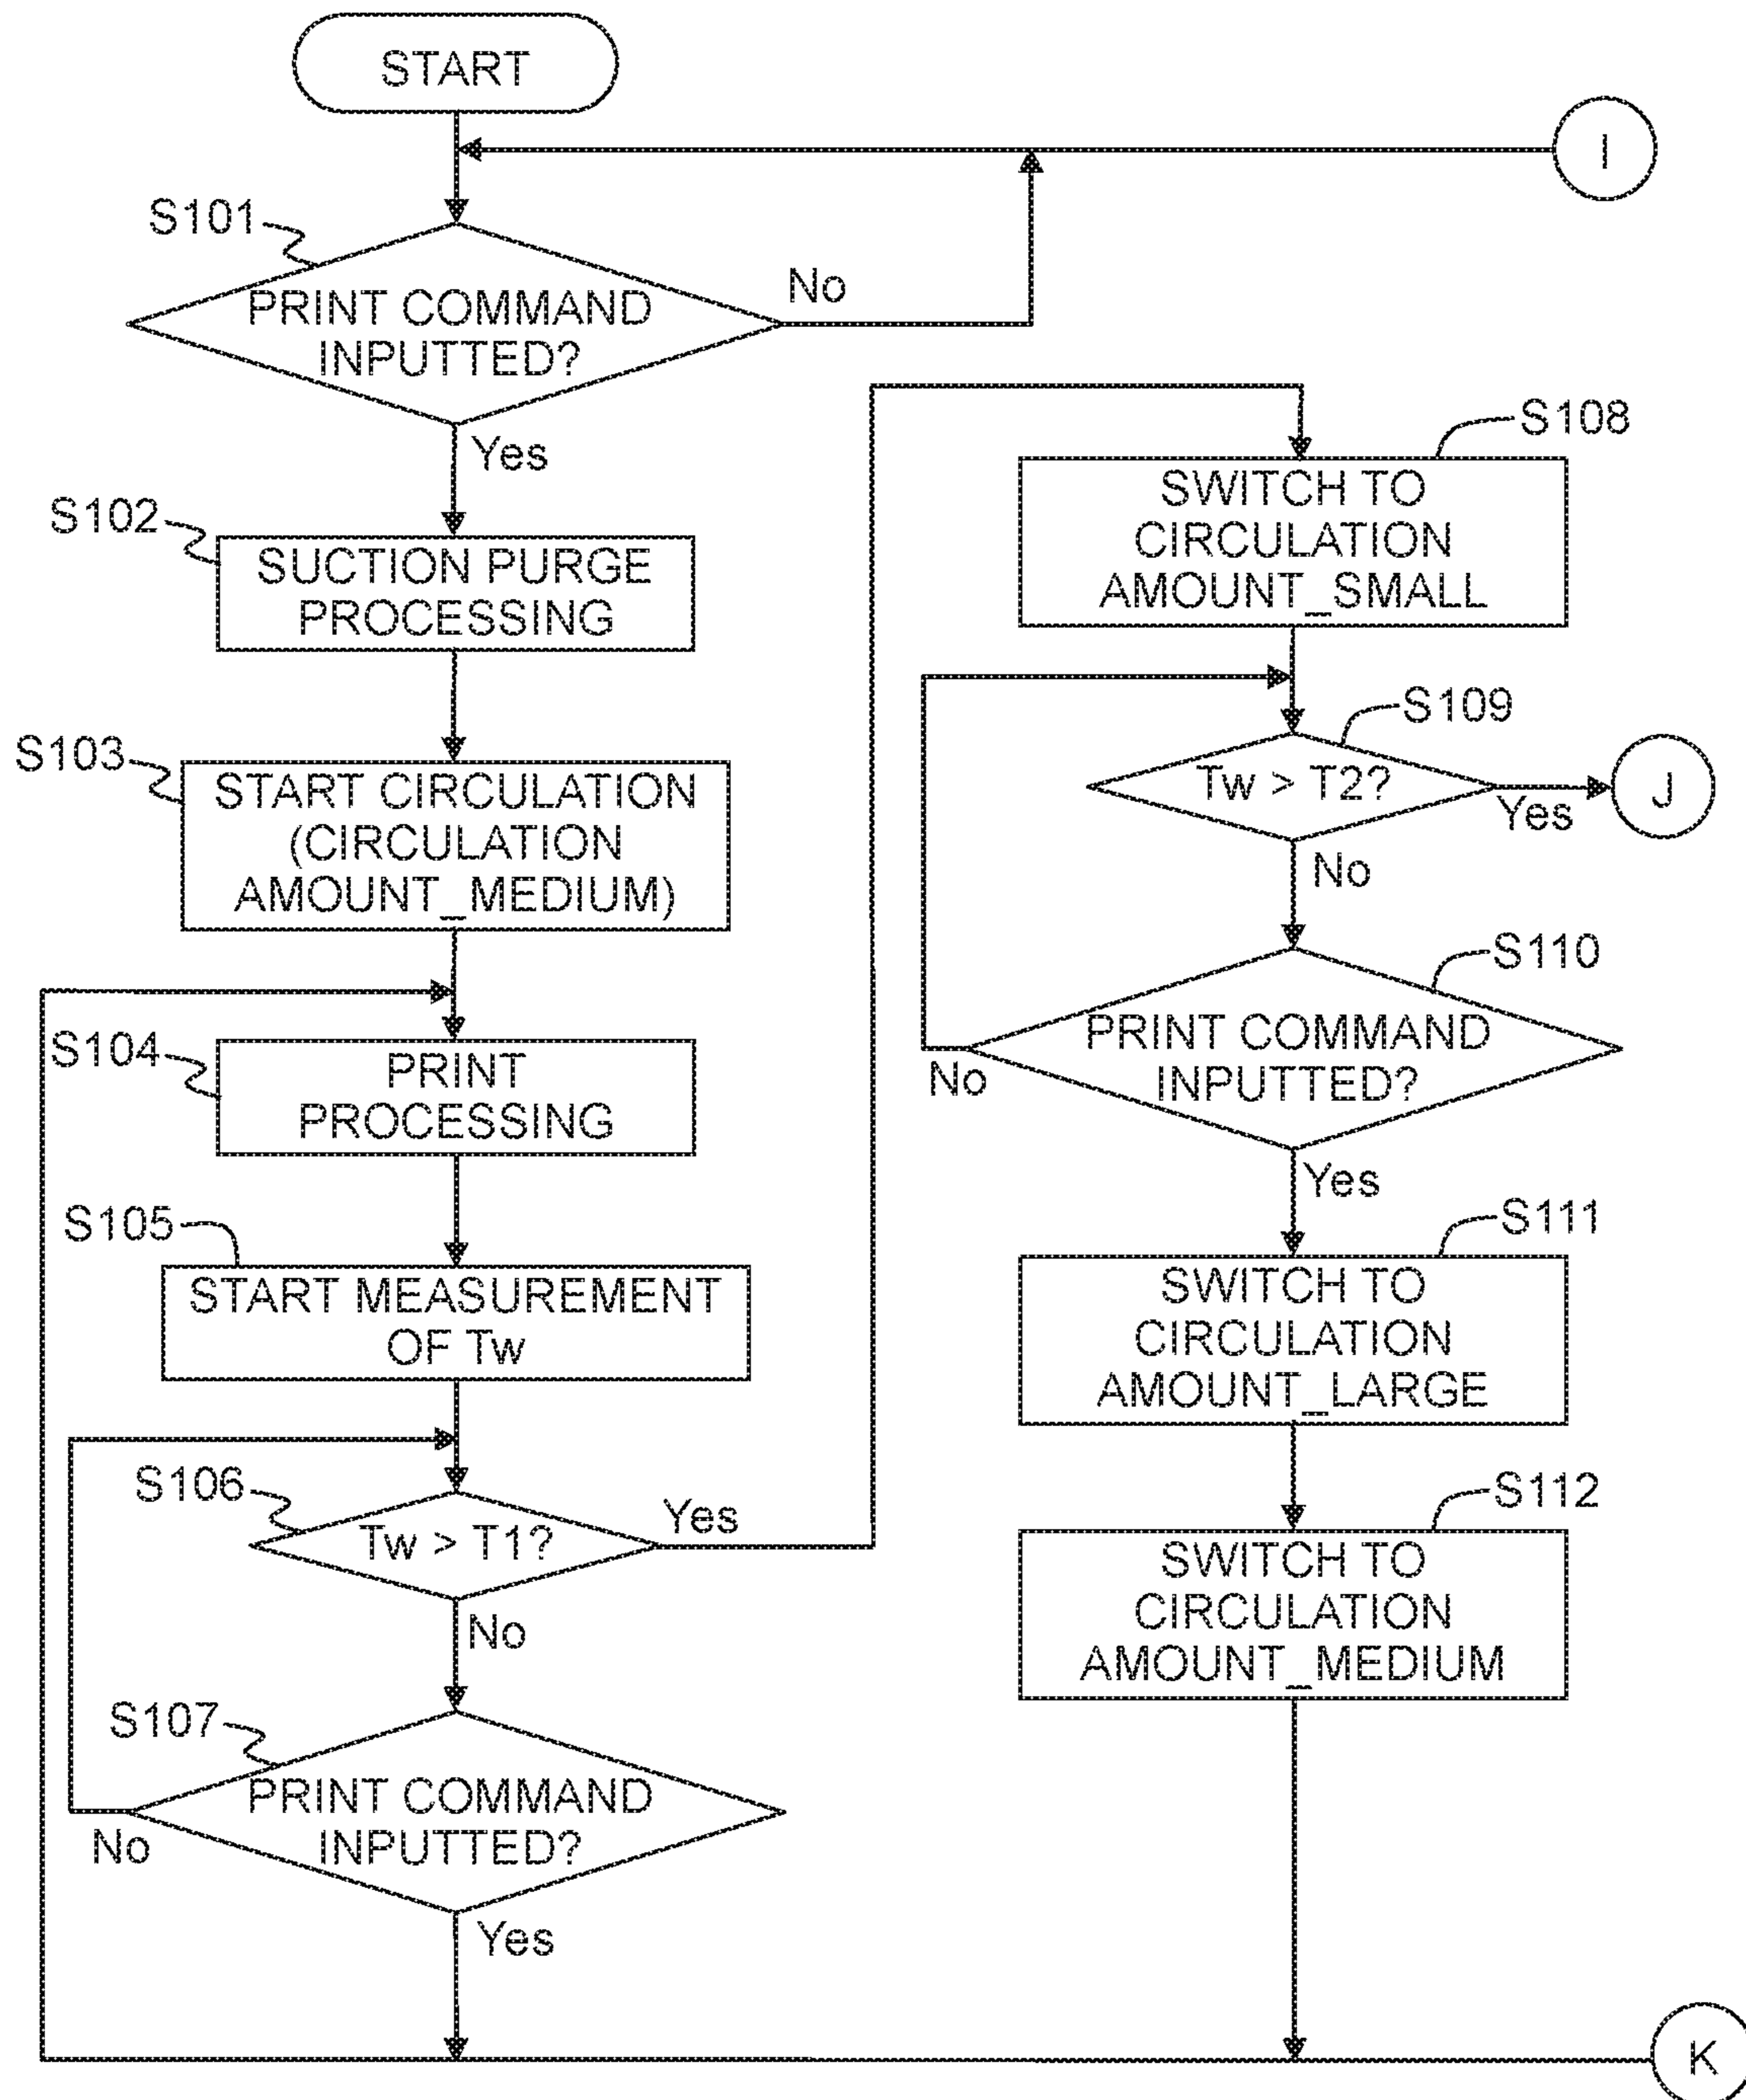 START
I
S101
PRINT COMMAND
INPUTTED?
No
Yes
S102
SUCTION PURGE
PROCESSING
S103
START CIRCULATION
(CIRCULATION
AMOUNT_MEDIUM)
S104
PRINT
PROCESSING
S105
START MEASUREMENT
OF Tw
S106
Tw > T1?
Yes
No
S107
PRINT COMMAND
INPUTTED?
No
Yes
S108
SWITCH TO
CIRCULATION
AMOUNT_SMALL
S109
Tw > T2?
Yes
J
No
S110
PRINT COMMAND
INPUTTED?
No
Yes
S111
SWITCH TO
CIRCULATION
AMOUNT_LARGE
S112
SWITCH TO
CIRCULATION
AMOUNT_MEDIUM
K